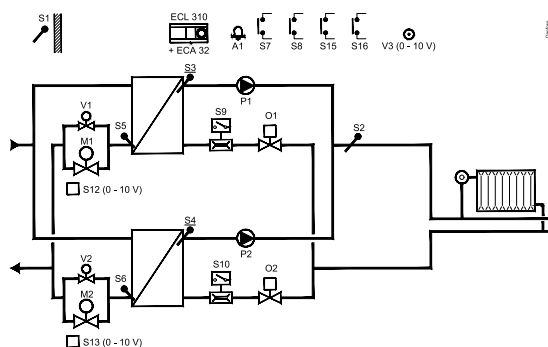 S1
ECL 310
+ ECA 32
A1
S7
S8
S15
S16
V3 (0 - 10 V)
S3
P1
V1
M1
S5
S9
O1
S2
S12 (0 - 10 V)
S4
P2
V2
M2
S6
S10
O2
S13 (0 - 10 V)